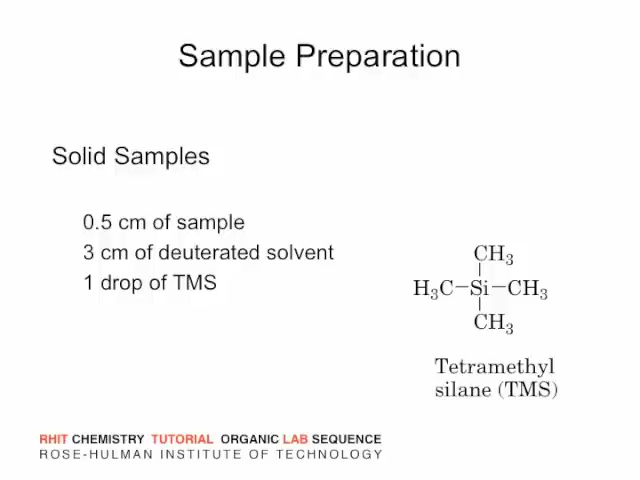 Sample Preparation
Solid Samples
0.5 cm of sample
3 cm of deuterated solvent
1 drop of TMS
CH₃
H₃C–Si–CH₃
CH₃
Tetramethyl
silane (TMS)
RHIT CHEMISTRY TUTORIAL ORGANIC LAB SEQUENCE
ROSE-HULMAN INSTITUTE OF TECHNOLOGY